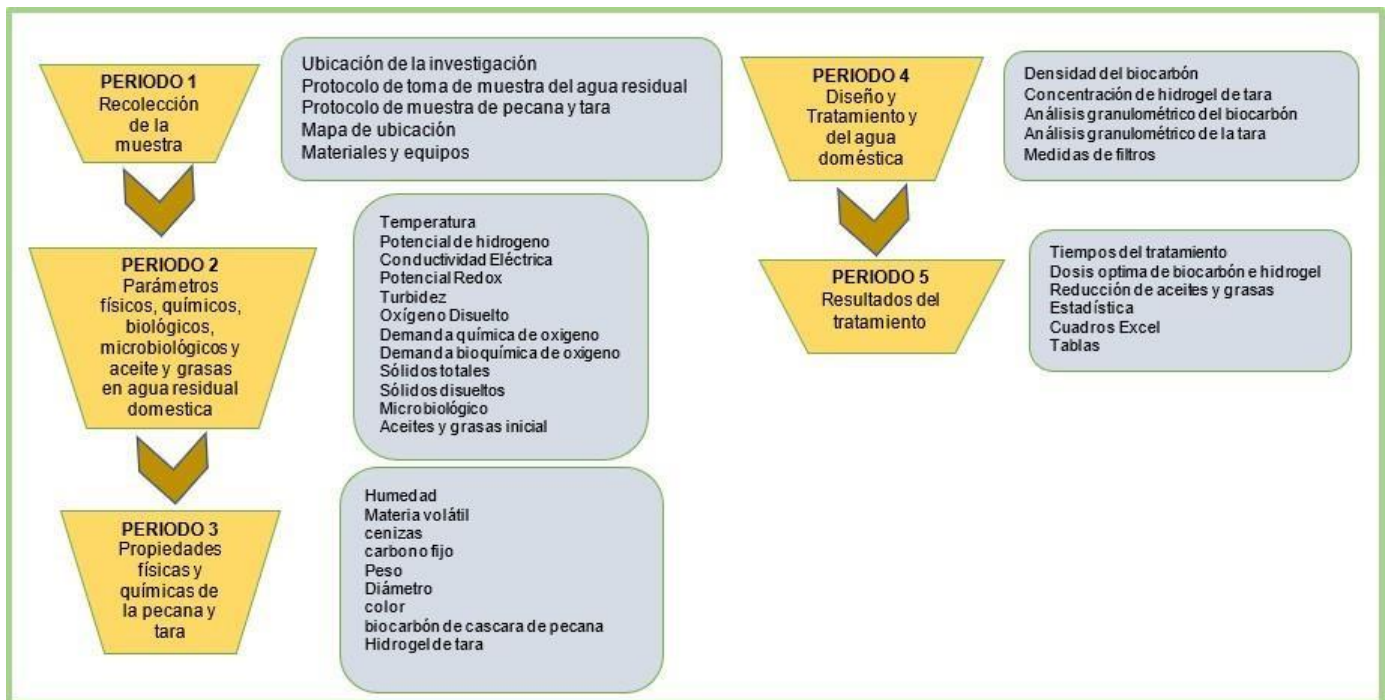 PERIODO 1
Recolección
de la
muestra
Ubicación de la investigación
Protocolo de toma de muestra del agua residual
Protocolo de muestra de pecana y tara
Mapa de ubicación
Materiales y equipos
PERIODO 2
Parámetros
físicos, químicos,
biológicos,
microbiológicos y
aceite y grasas
en agua residual
domestica
Temperatura
Potencial de hidrogeno
Conductividad Eléctrica
Potencial Redox
Turbidez
Oxígeno Disuelto
Demanda química de oxigeno
Demanda bioquímica de oxigeno
Sólidos totales
Sólidos disueltos
Microbiológico
Aceites y grasas inicial
PERIODO 3
Propiedades
físicas y
químicas de
la pecana y
tara
Humedad
Materia volátil
cenizas
carbono fijo
Peso
Diámetro
color
biocarbón de cascara de pecana
Hidrogel de tara
PERIODO 4
Diseño y
Tratamiento y
del agua
doméstica
Densidad del biocarbón
Concentración de hidrogel de tara
Análisis granulométrico del biocarbón
Análisis granulométrico de la tara
Medidas de filtros
PERIODO 5
Resultados del
tratamiento
Tiempos del tratamiento
Dosis optima de biocarbón e hidrogel
Reducción de aceites y grasas
Estadística
Cuadros Excel
Tablas